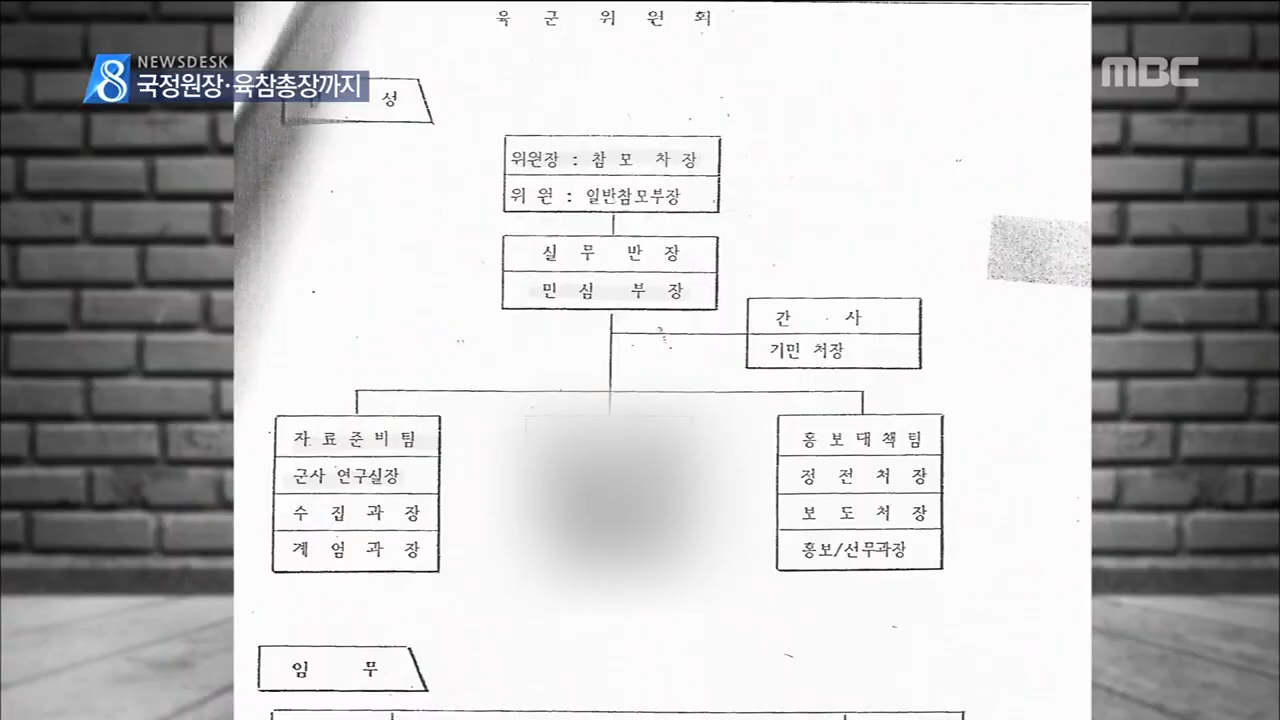 육 군 위 원 회
NEWSDESK
8
국정원장·육참총장까지
MBC
성
위원장 : 참 모 차 장
위 원 : 일반참모부장
실 무 반 장
민 심 부 장
간 사
기민 처장
자 료 준 비 팀
군사 연구실장
수 집 과 장
계 엄 과 장
홍 보 대 책 팀
정 전 처 장
보 도 처 장
홍보/선무과장
임 무